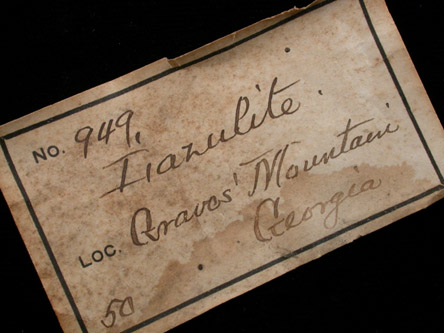 NO. 949.
Lazulite.
LOC. Graves' Mountain
Georgia
50